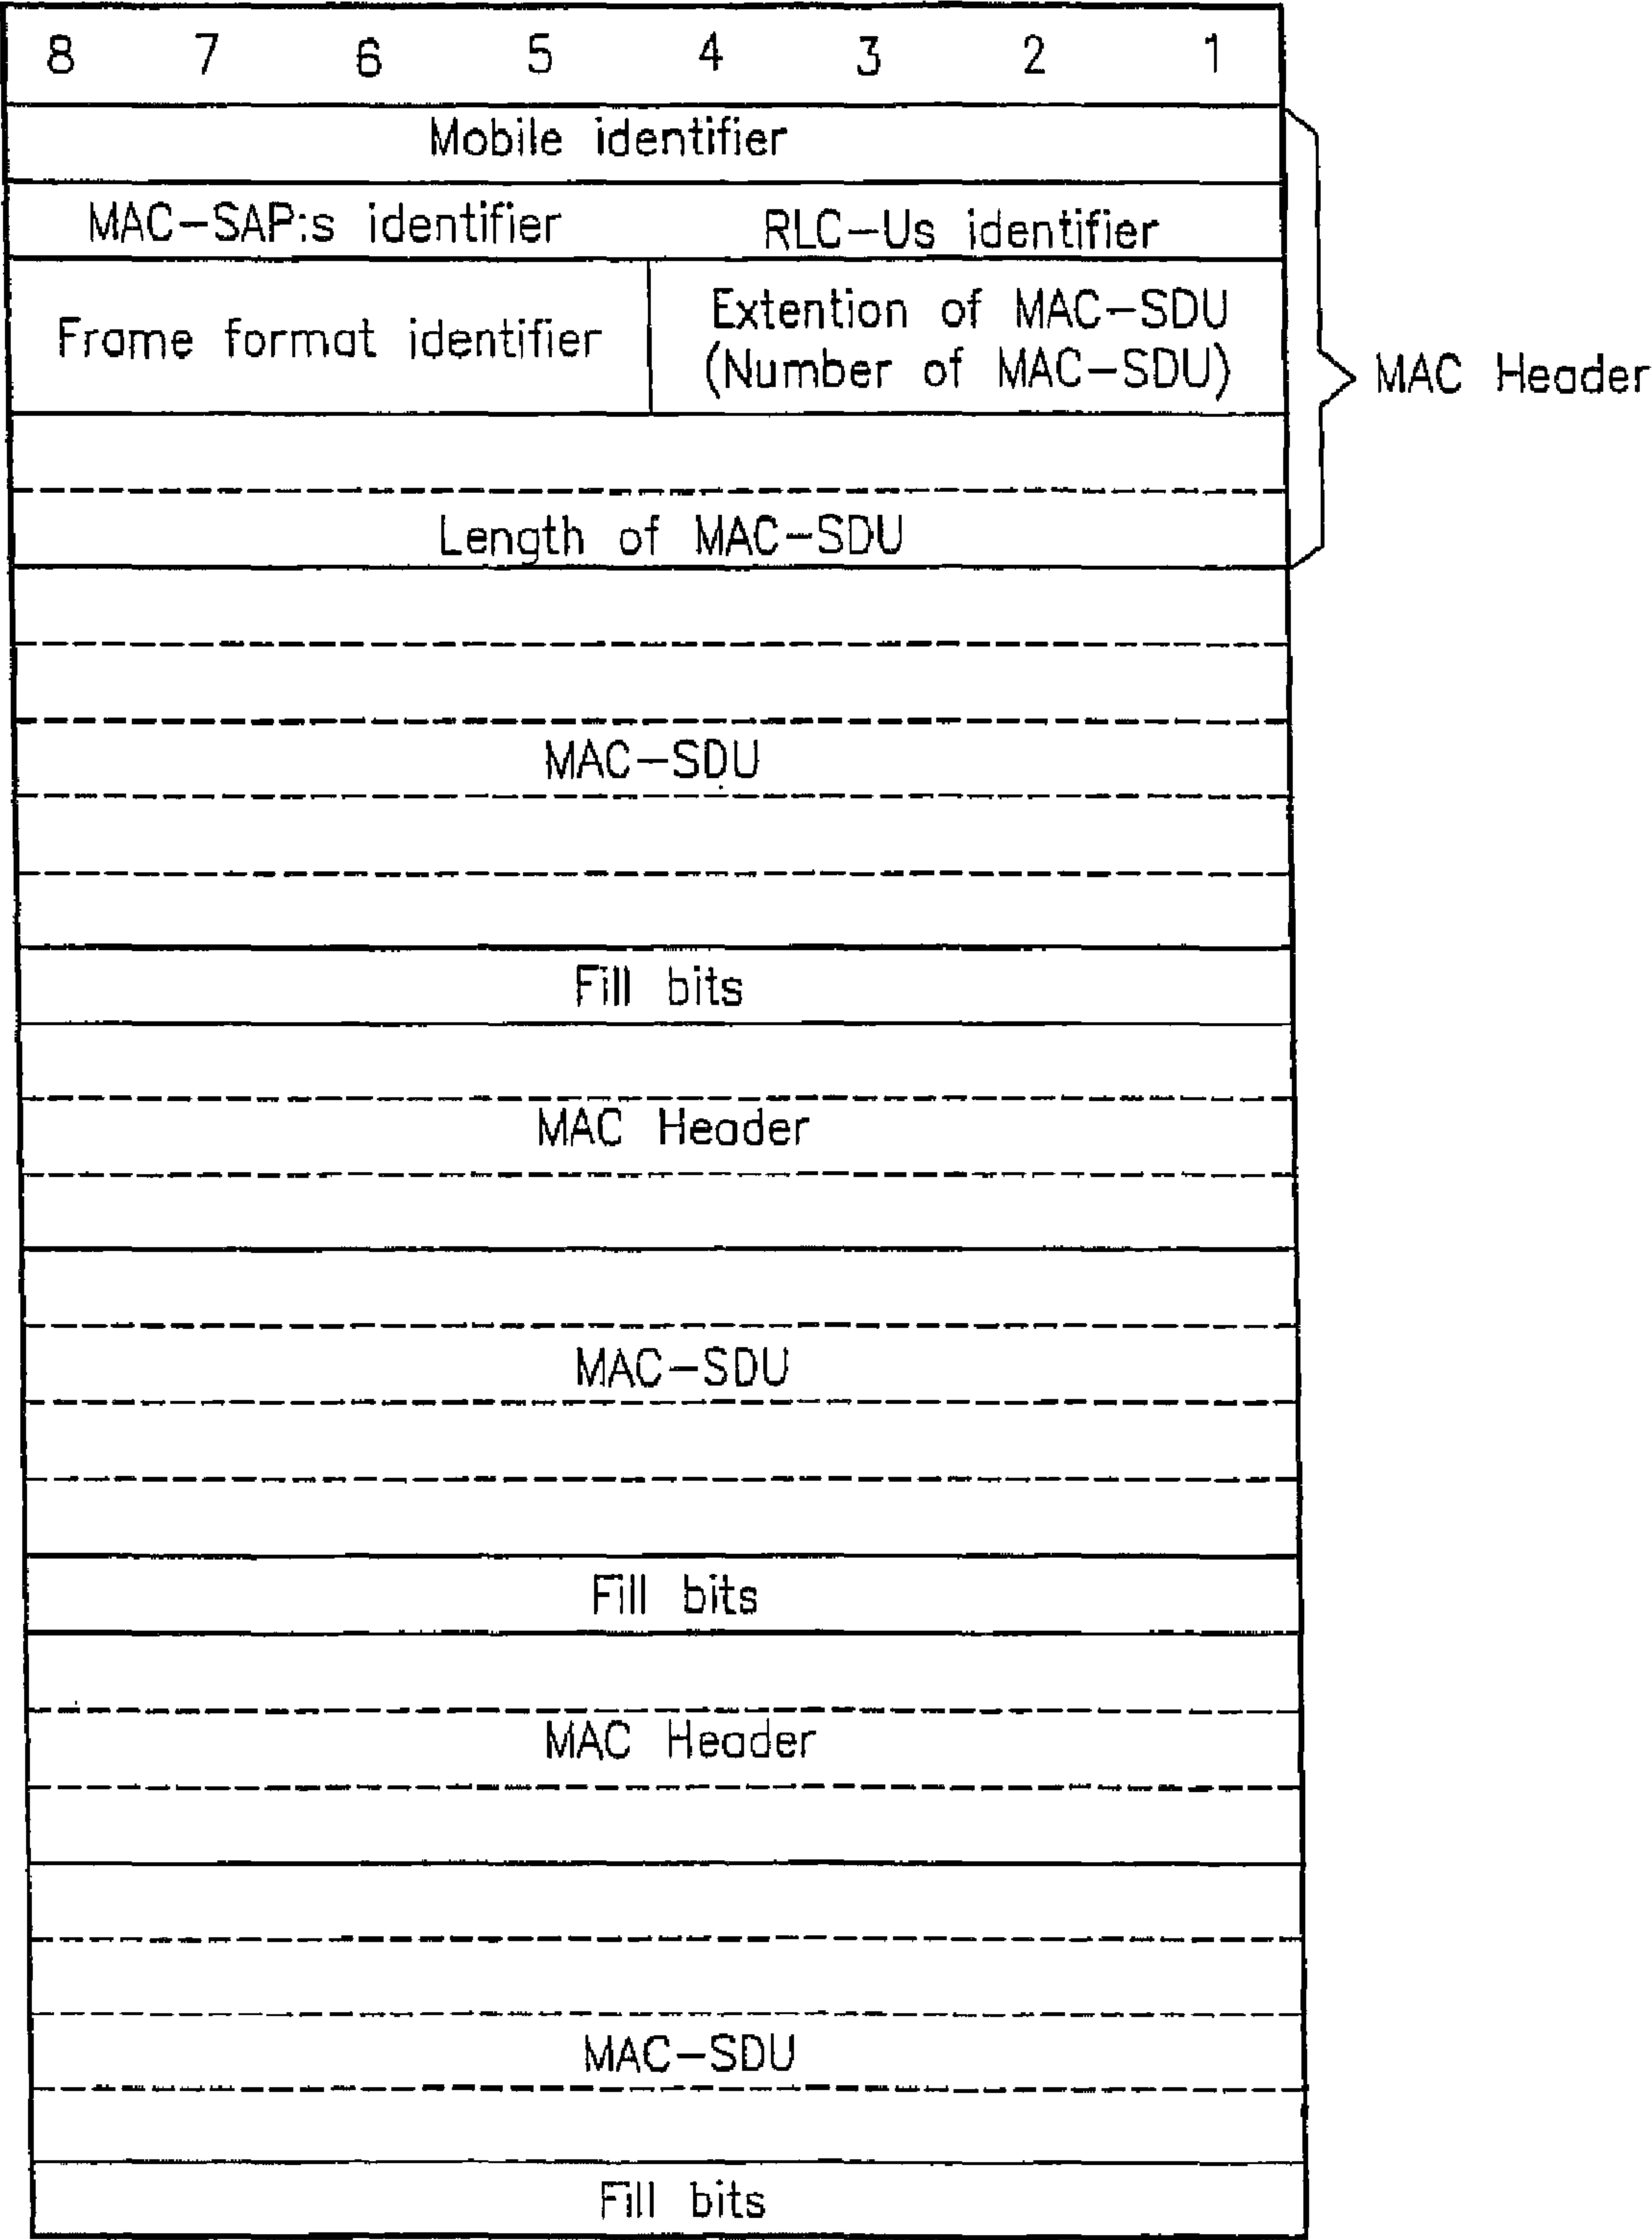 8 7 6 5 4 3 2 1
Mobile identifier
MAC-SAP:s identifier RLC-Us identifier
Frame format identifier
Extention of MAC-SDU
(Number of MAC-SDU)
MAC Header
Length of MAC-SDU
MAC-SDU
Fill bits
MAC Header
MAC-SDU
Fill bits
MAC Header
MAC-SDU
Fill bits